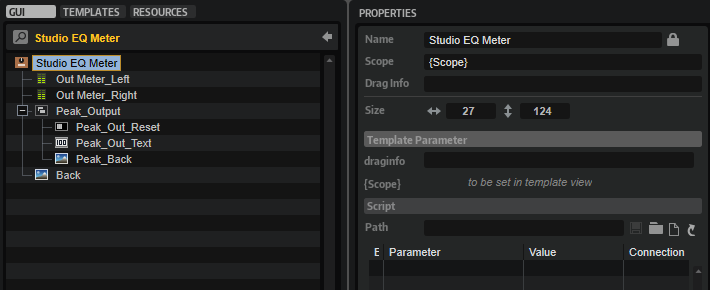 GUI TEMPLATES RESOURCES
Studio EQ Meter
Studio EQ Meter
Out Meter_Left
Out Meter_Right
Peak_Output
Peak_Out_Reset
Peak_Out_Text
Peak_Back
Back
PROPERTIES
Name Studio EQ Meter
Scope {Scope}
Drag Info
Size 27 124
Template Parameter
draginfo
{Scope} to be set in template view
Script
Path
E Parameter Value Connection